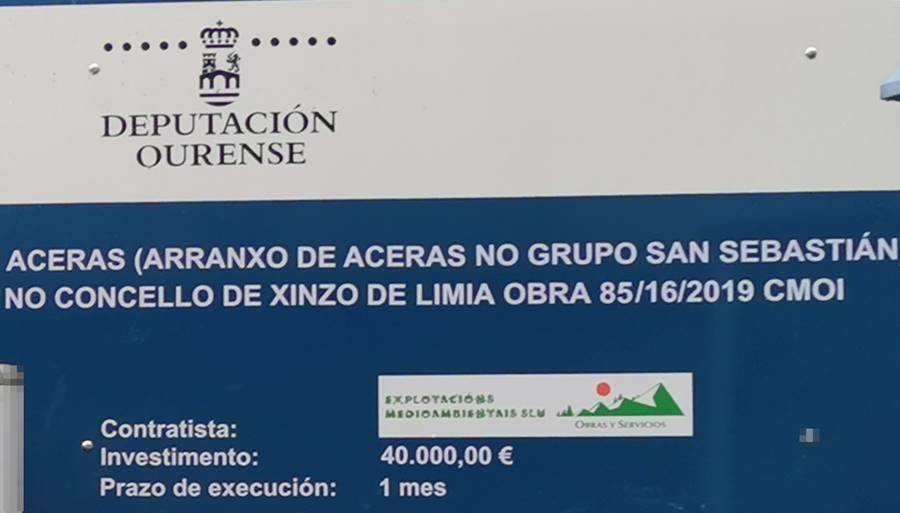 DEPUTACIÓN
OURENSE
ACERAS (ARRANXO DE ACERAS NO GRUPO SAN SEBASTIÁN
NO CONCELLO DE XINZO DE LIMIA OBRA 85/16/2019 CMOI
EXPLOTACIÓNS
MEDIOAMBIENTAIS SLU
OBRAS Y SERVICIOS
Contratista:
Investimento: 40.000,00 €
Prazo de execución: 1 mes